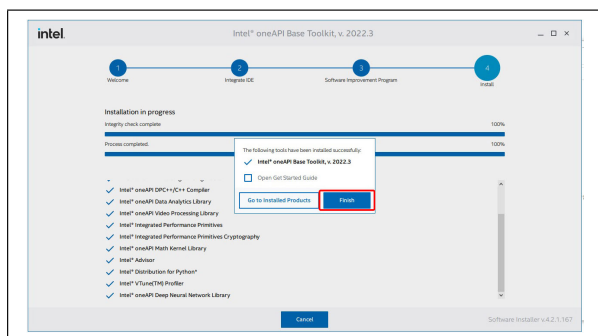 intel.
Intel® oneAPI Base Toolkit, v. 2022.3
1
2
3
4
Welcome
Integrate IDE
Software Improvement Program
Install
Installation in progress
Integrity check complete
100%
Process completed.
100%
The following tools have been installed successfully:
Intel® oneAPI Base Toolkit, v. 2022.3
Open Get Started Guide
Go to Installed Products
Finish
Intel® oneAPI DPC++/C++ Compiler
Intel® oneAPI Data Analytics Library
Intel® oneAPI Video Processing Library
Intel® Integrated Performance Primitives
Intel® Integrated Performance Primitives Cryptography
Intel® oneAPI Math Kernel Library
Intel® Advisor
Intel® Distribution for Python*
Intel® VTune(TM) Profiler
Intel® oneAPI Deep Neural Network Library
Cancel
Software Installer v.4.2.1.167